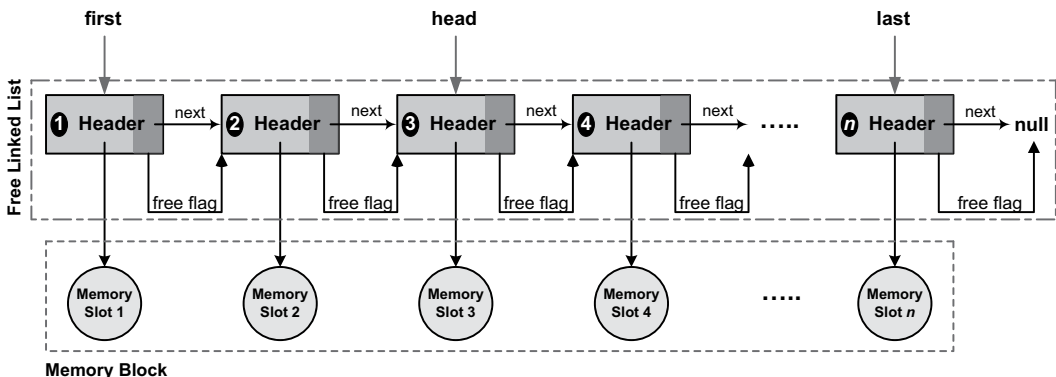 first head last
Free Linked List
1 Header next 2 Header next 3 Header next 4 Header next ..... n Header next null
free flag free flag free flag free flag free flag
Memory Slot 1
Memory Slot 2
Memory Slot 3
Memory Slot 4
.....
Memory Slot n
Memory Block